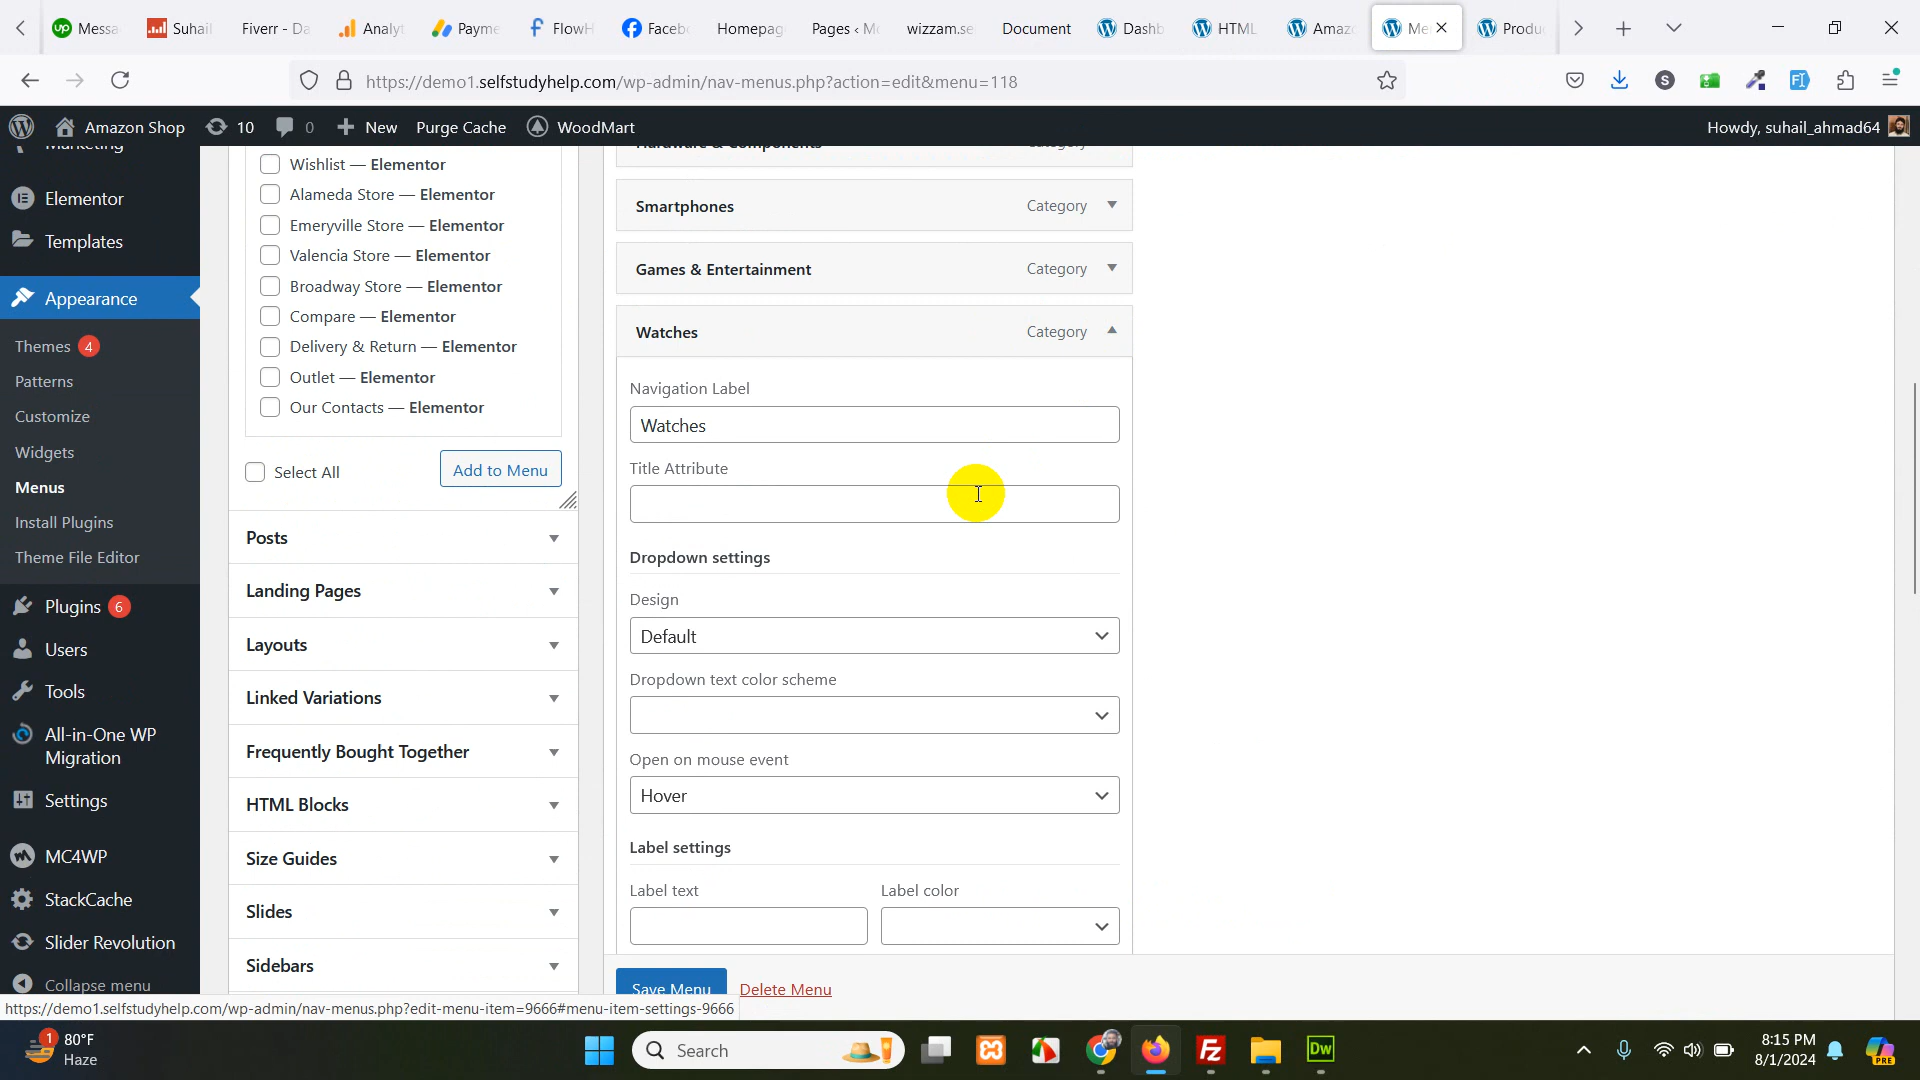 Messa
Suhail
Fiverr - Da
Analyt
Payme
FlowH
Faceb
Homepag
Pages ‹ Mo
wizzam.se
Document
Dashb
HTML
Amazo
Me
Produ
https://demo1.selfstudyhelp.com/wp-admin/nav-menus.php?action=edit&menu=118
Amazon Shop
10
0
New
Purge Cache
WoodMart
Howdy, suhail_ahmad64
Marketing
Elementor
Templates
Appearance
Themes 4
Patterns
Customize
Widgets
Menus
Install Plugins
Theme File Editor
Plugins 6
Users
Tools
All-in-One WP
Migration
Settings
MC4WP
StackCache
Slider Revolution
Collapse menu
Wishlist — Elementor
Alameda Store — Elementor
Emeryville Store — Elementor
Valencia Store — Elementor
Broadway Store — Elementor
Compare — Elementor
Delivery & Return — Elementor
Outlet — Elementor
Our Contacts — Elementor
Select All
Add to Menu
Posts
Landing Pages
Layouts
Linked Variations
Frequently Bought Together
HTML Blocks
Size Guides
Slides
Sidebars
Hardware & Components Category
Smartphones Category
Games & Entertainment Category
Watches Category
Navigation Label
Watches
Title Attribute
Dropdown settings
Design
Default
Dropdown text color scheme
Open on mouse event
Hover
Label settings
Label text
Label color
Save Menu
Delete Menu
https://demo1.selfstudyhelp.com/wp-admin/nav-menus.php?edit-menu-item=9666#menu-item-settings-9666
1
80°F
Haze
Search
8:15 PM
8/1/2024